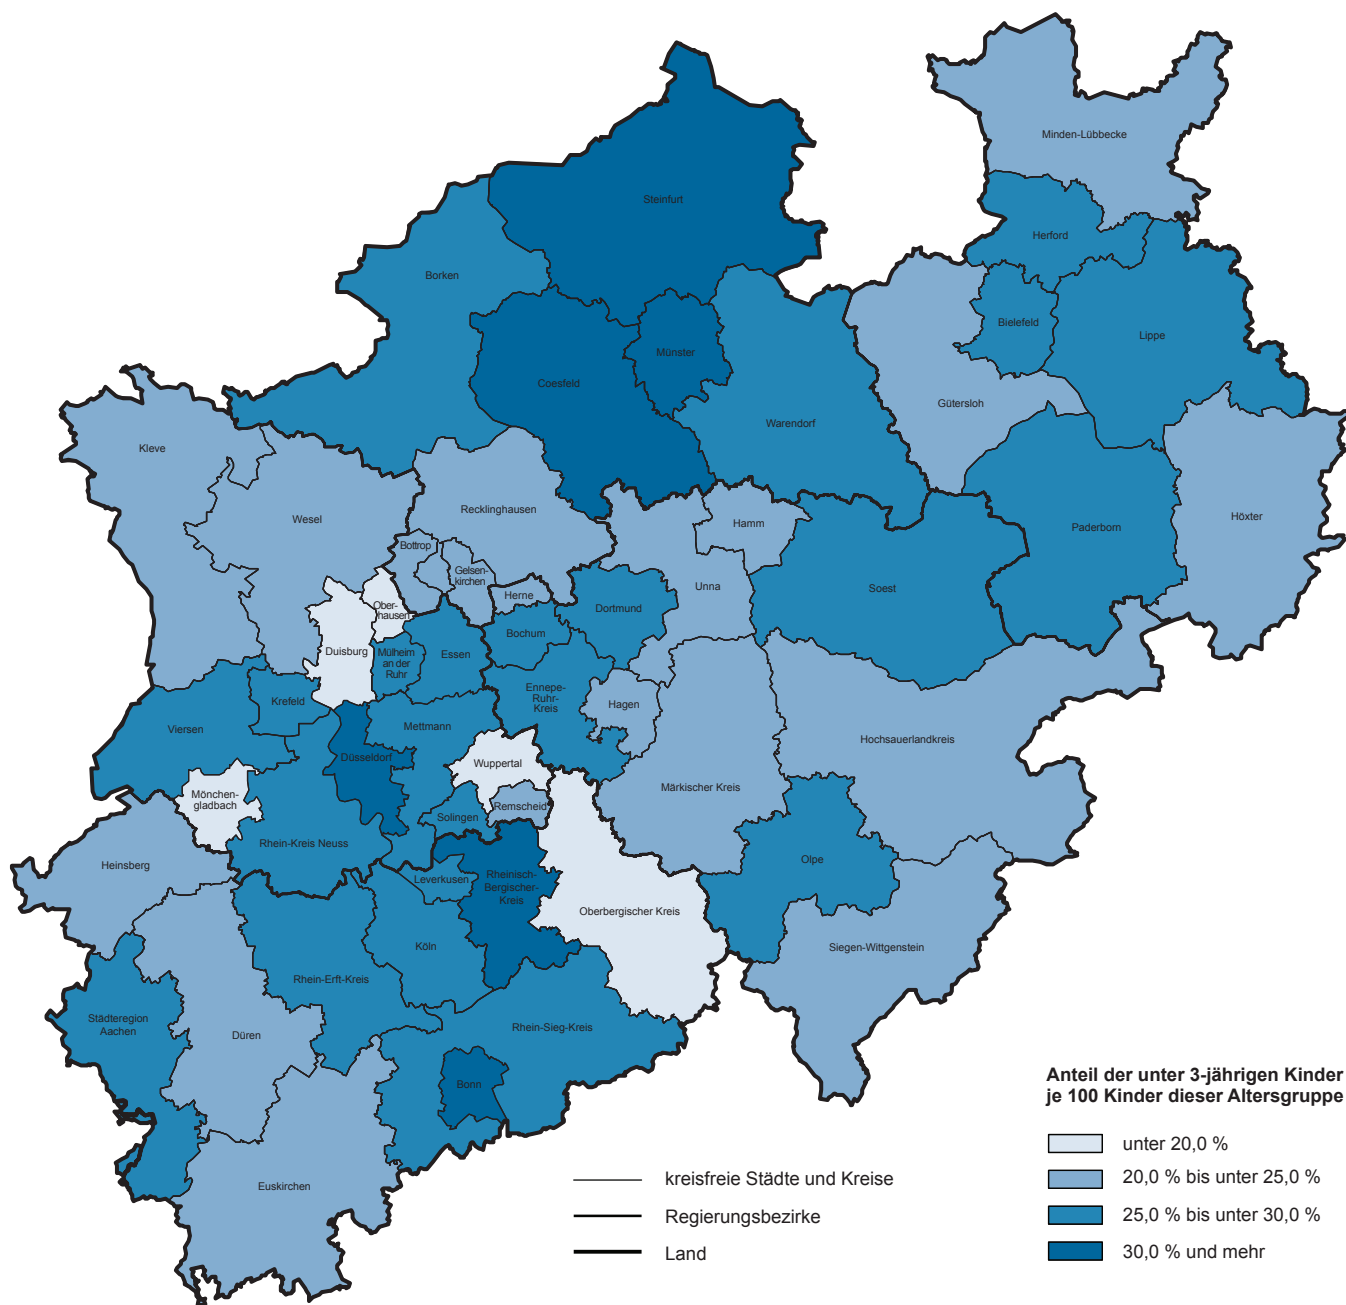 Minden-Lübbecke
Steinfurt
Herford
Borken
Bielefeld
Lippe
Münster
Coesfeld
Gütersloh
Warendorf
Kleve
Recklinghausen
Wesel
Hamm
Höxter
Paderborn
Bottrop
Gelsen-
kirchen
Unna
Soest
Herne
Ober-
hausen
Dortmund
Bochum
Duisburg
Mülheim
an der
Ruhr
Essen
Ennepe-
Ruhr-
Kreis
Hagen
Krefeld
Viersen
Mettmann
Hochsauerlandkreis
Düsseldorf
Wuppertal
Märkischer Kreis
Mönchen-
gladbach
Remscheid
Solingen
Rhein-Kreis Neuss
Heinsberg
Olpe
Leverkusen
Rheinisch-
Bergischer-
Kreis
Oberbergischer Kreis
Köln
Siegen-Wittgenstein
Rhein-Erft-Kreis
Städteregion
Aachen
Düren
Rhein-Sieg-Kreis
Bonn
Euskirchen
Anteil der unter 3-jährigen Kinder
je 100 Kinder dieser Altersgruppe
unter 20,0 %
20,0 % bis unter 25,0 %
25,0 % bis unter 30,0 %
30,0 % und mehr
kreisfreie Städte und Kreise
Regierungsbezirke
Land